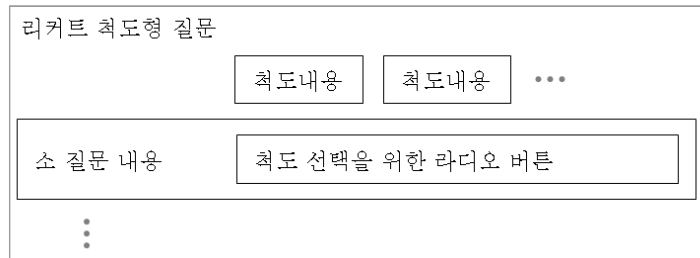 리커트 척도형 질문
척도내용 척도내용 •••
소 질문 내용 척도 선택을 위한 라디오 버튼